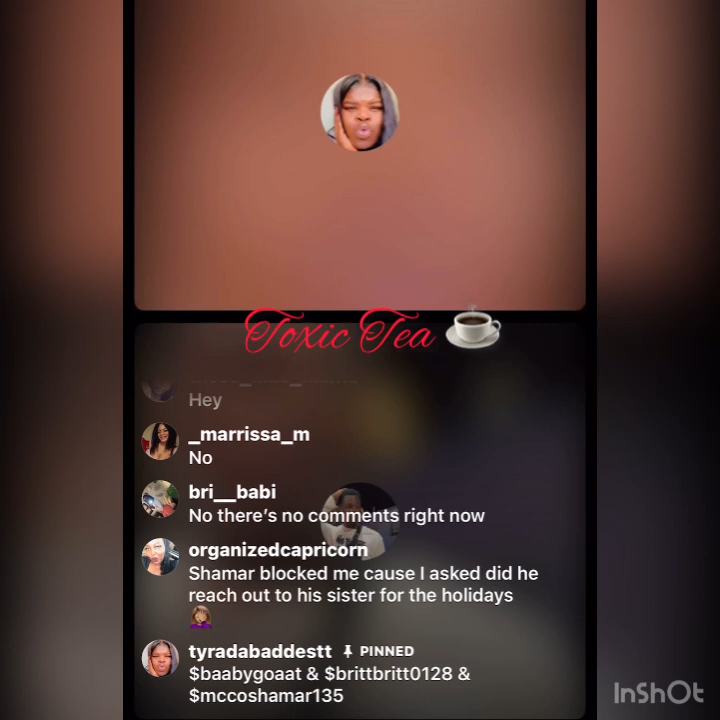 Toxic Tea
Hey
_marrissa_m
No
bri__babi
No there's no comments right now
organizedcapricorn
Shamar blocked me cause I asked did he
reach out to his sister for the holidays
tyradabaddestt PINNED
$baabygoaat & $brittbritt0128 &
$mccoshamar135
InShOt